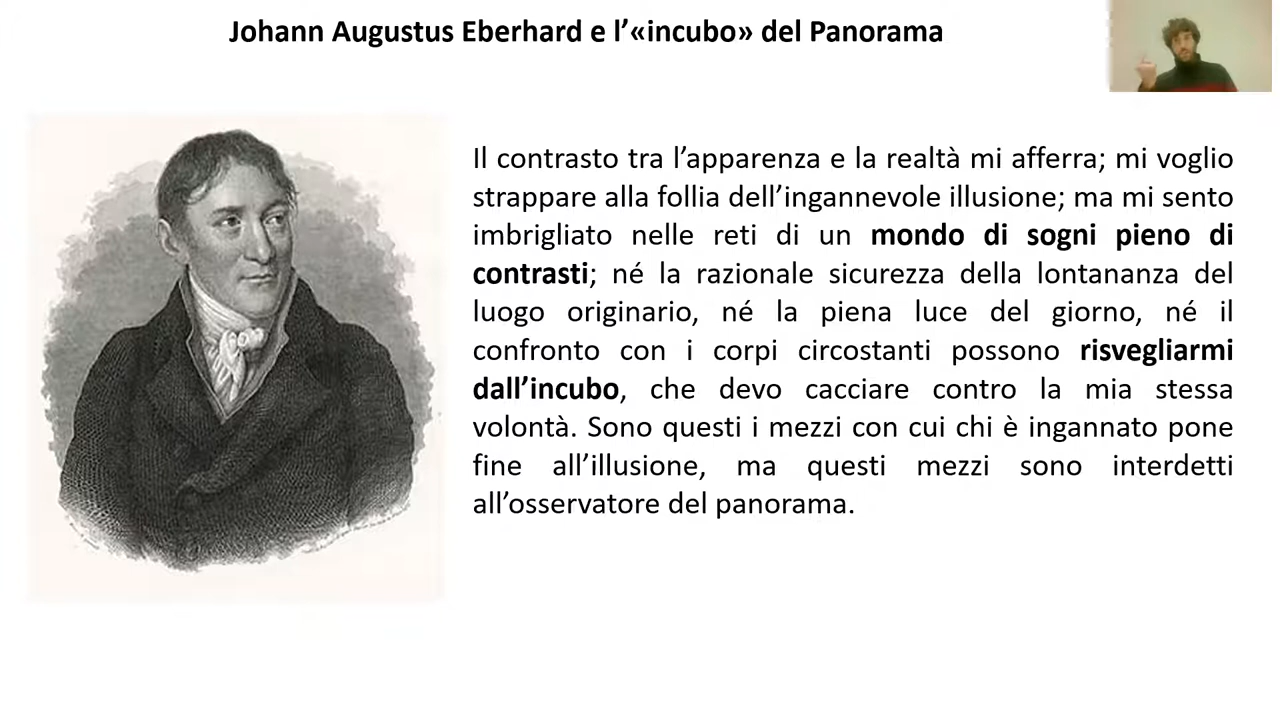 Johann Augustus Eberhard e l’«incubo» del Panorama
Il contrasto tra l’apparenza e la realtà mi afferra; mi voglio
strappare alla follia dell’ingannevole illusione; ma mi sento
imbrigliato nelle reti di un mondo di sogni pieno di
contrasti; né la razionale sicurezza della lontananza del
luogo originario, né la piena luce del giorno, né il
confronto con i corpi circostanti possono risvegliarmi
dall’incubo, che devo cacciare contro la mia stessa
volontà. Sono questi i mezzi con cui chi è ingannato pone
fine all’illusione, ma questi mezzi sono interdetti
all’osservatore del panorama.